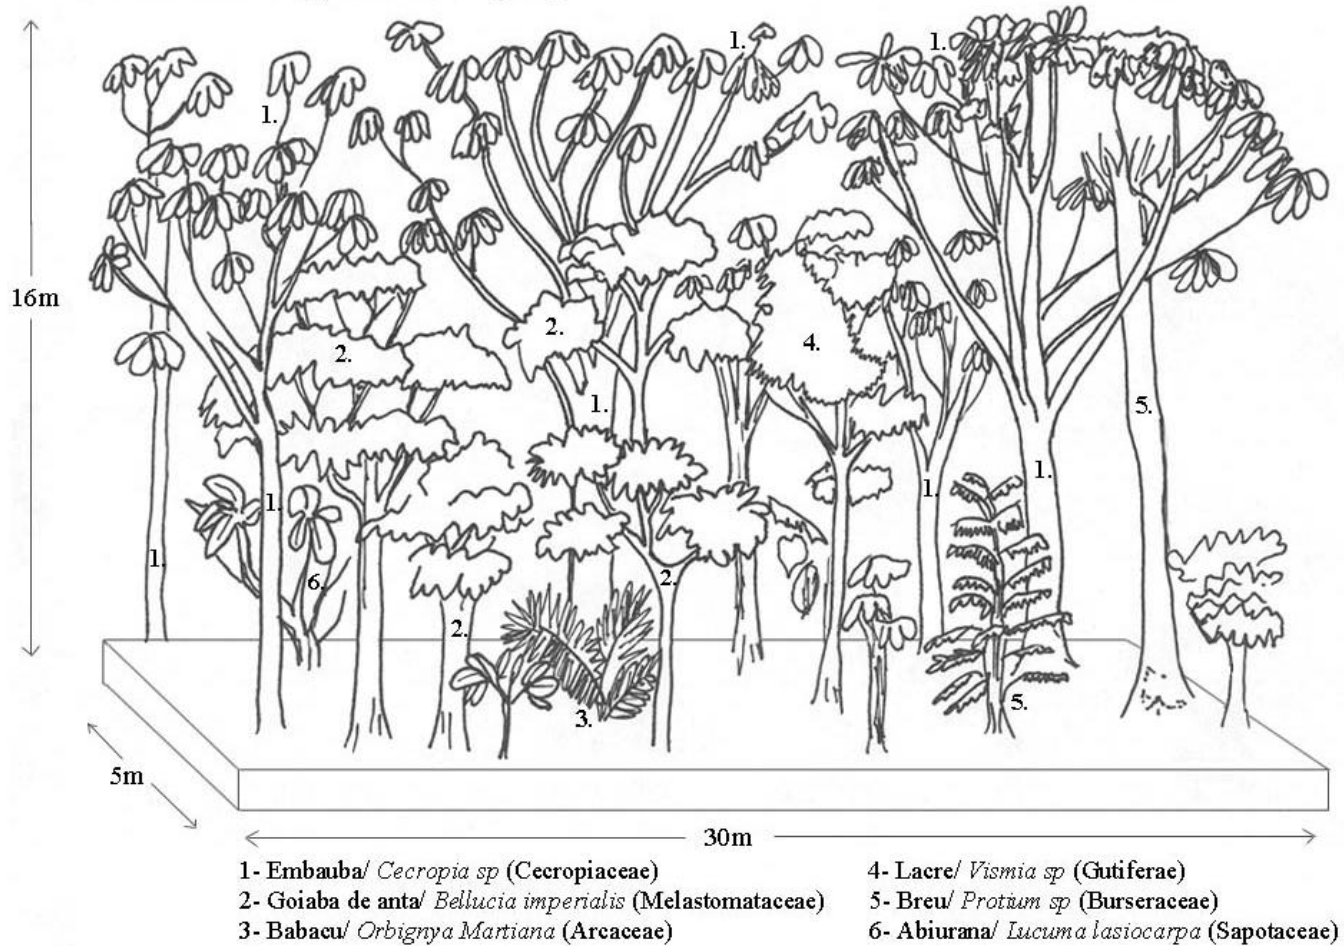 1.
1.
1.
16m
2.
2.
4.
1.
5.
1.
1.
1.
1.
6.
2.
2.
3.
5.
5m
30m
1- Embauba/ Cecropia sp (Cecropiaceae)
2- Goiaba de anta/ Bellucia imperialis (Melastomataceae)
3- Babacu/ Orbignya Martiana (Arcaceae)
4- Lacre/ Vismia sp (Gutiferae)
5- Breu/ Protium sp (Burseraceae)
6- Abiurana/ Lucuma lasiocarpa (Sapotaceae)